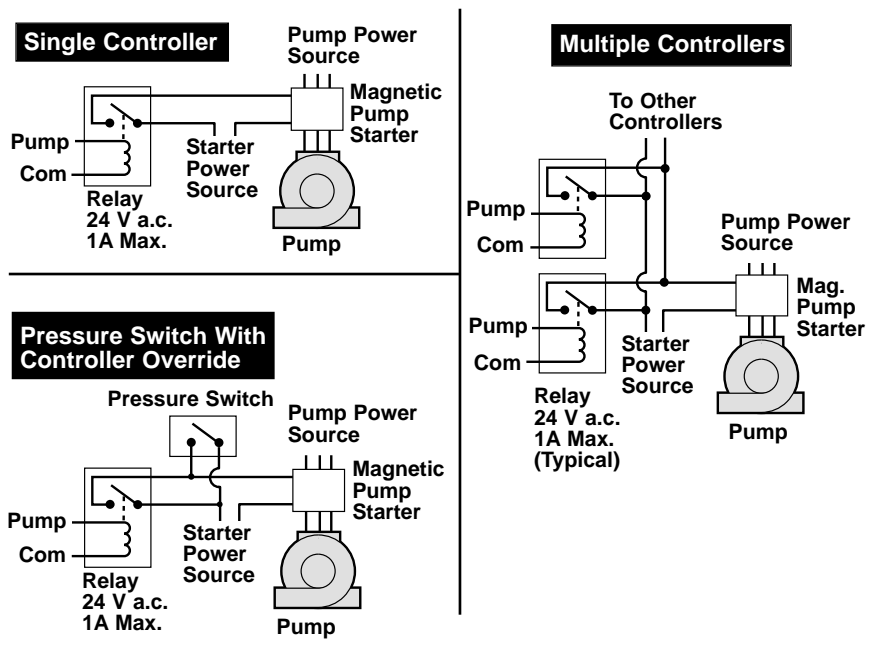 Single Controller
Pump Power
Source
Magnetic
Pump
Starter
Pump
Com
Starter
Power
Source
Relay
24 V a.c.
1A Max.
Pump
Pressure Switch With
Controller Override
Pressure Switch
Pump Power
Source
Magnetic
Pump
Starter
Pump
Com
Starter
Power
Source
Relay
24 V a.c.
1A Max.
Pump
Multiple Controllers
To Other
Controllers
Pump
Com
Pump Power
Source
Mag.
Pump
Starter
Pump
Com
Starter
Power
Source
Relay
24 V a.c.
1A Max.
(Typical)
Pump